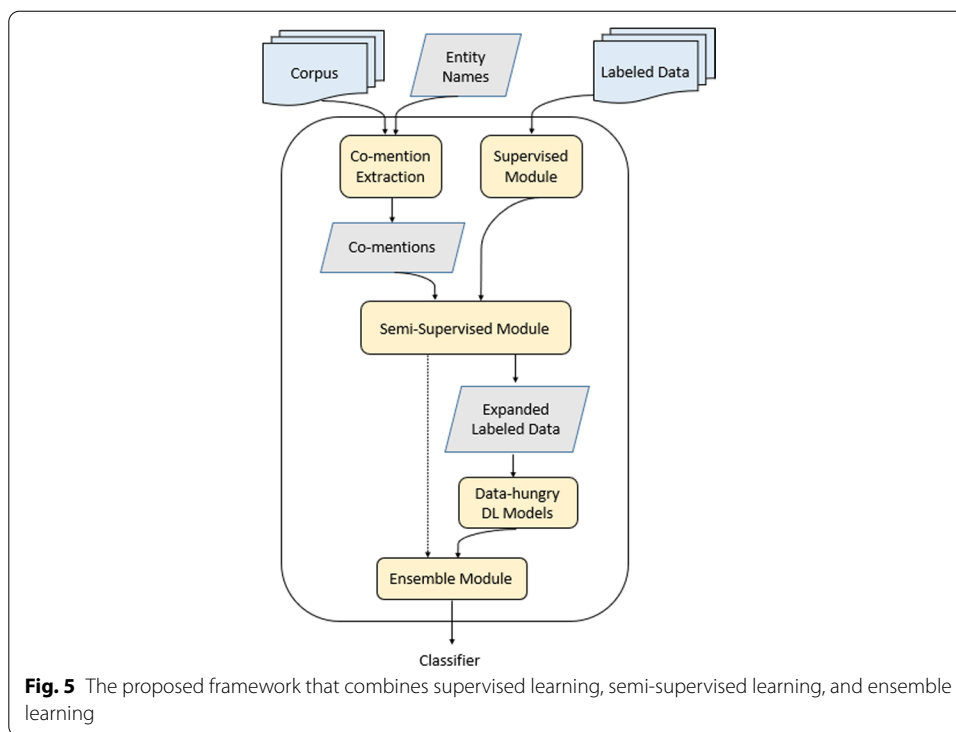 Corpus
Entity
Names
Labeled Data
Co-mention
Extraction
Supervised
Module
Co-mentions
Semi-Supervised Module
Expanded
Labeled Data
Data-hungry
DL Models
Ensemble Module
Classifier
Fig. 5 The proposed framework that combines supervised learning, semi-supervised learning, and ensemble
learning